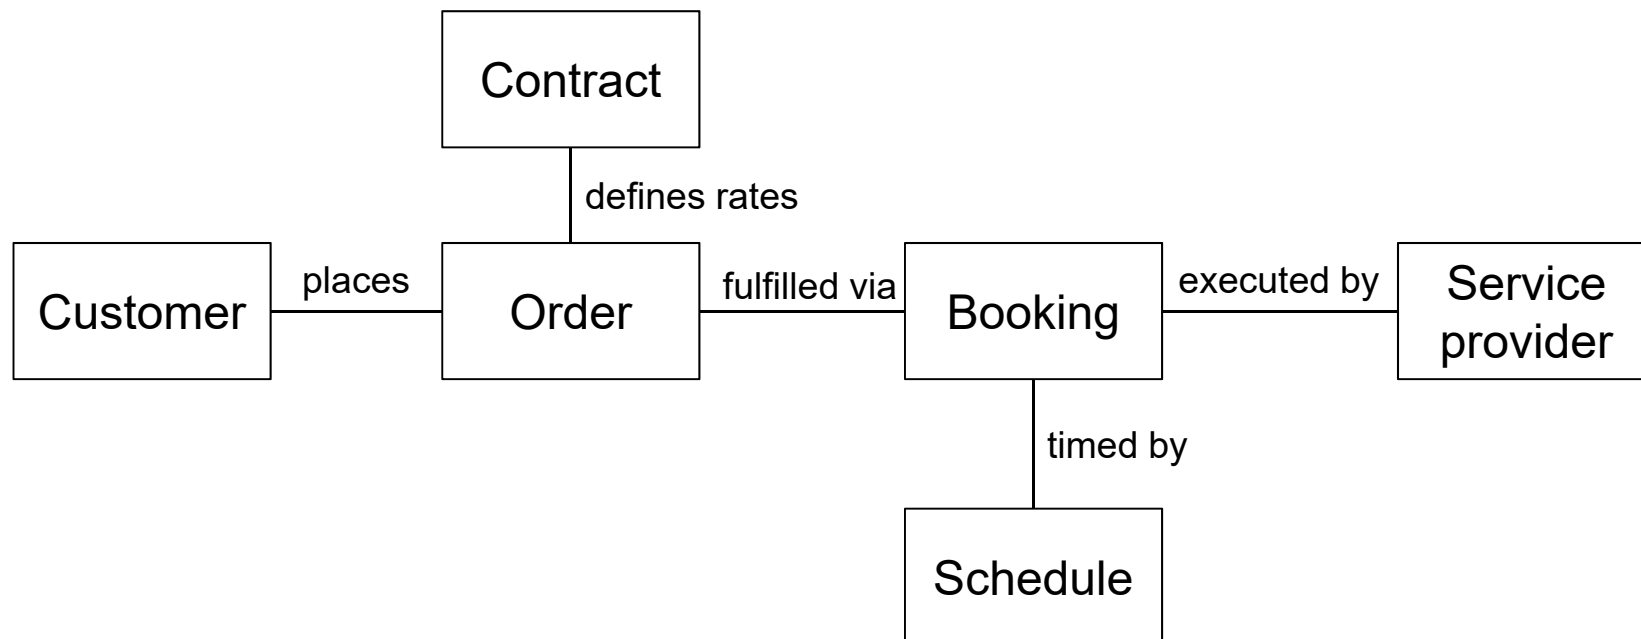 Contract
defines rates
Customer
places
Order
fulfilled via
Booking
executed by
Service
provider
timed by
Schedule